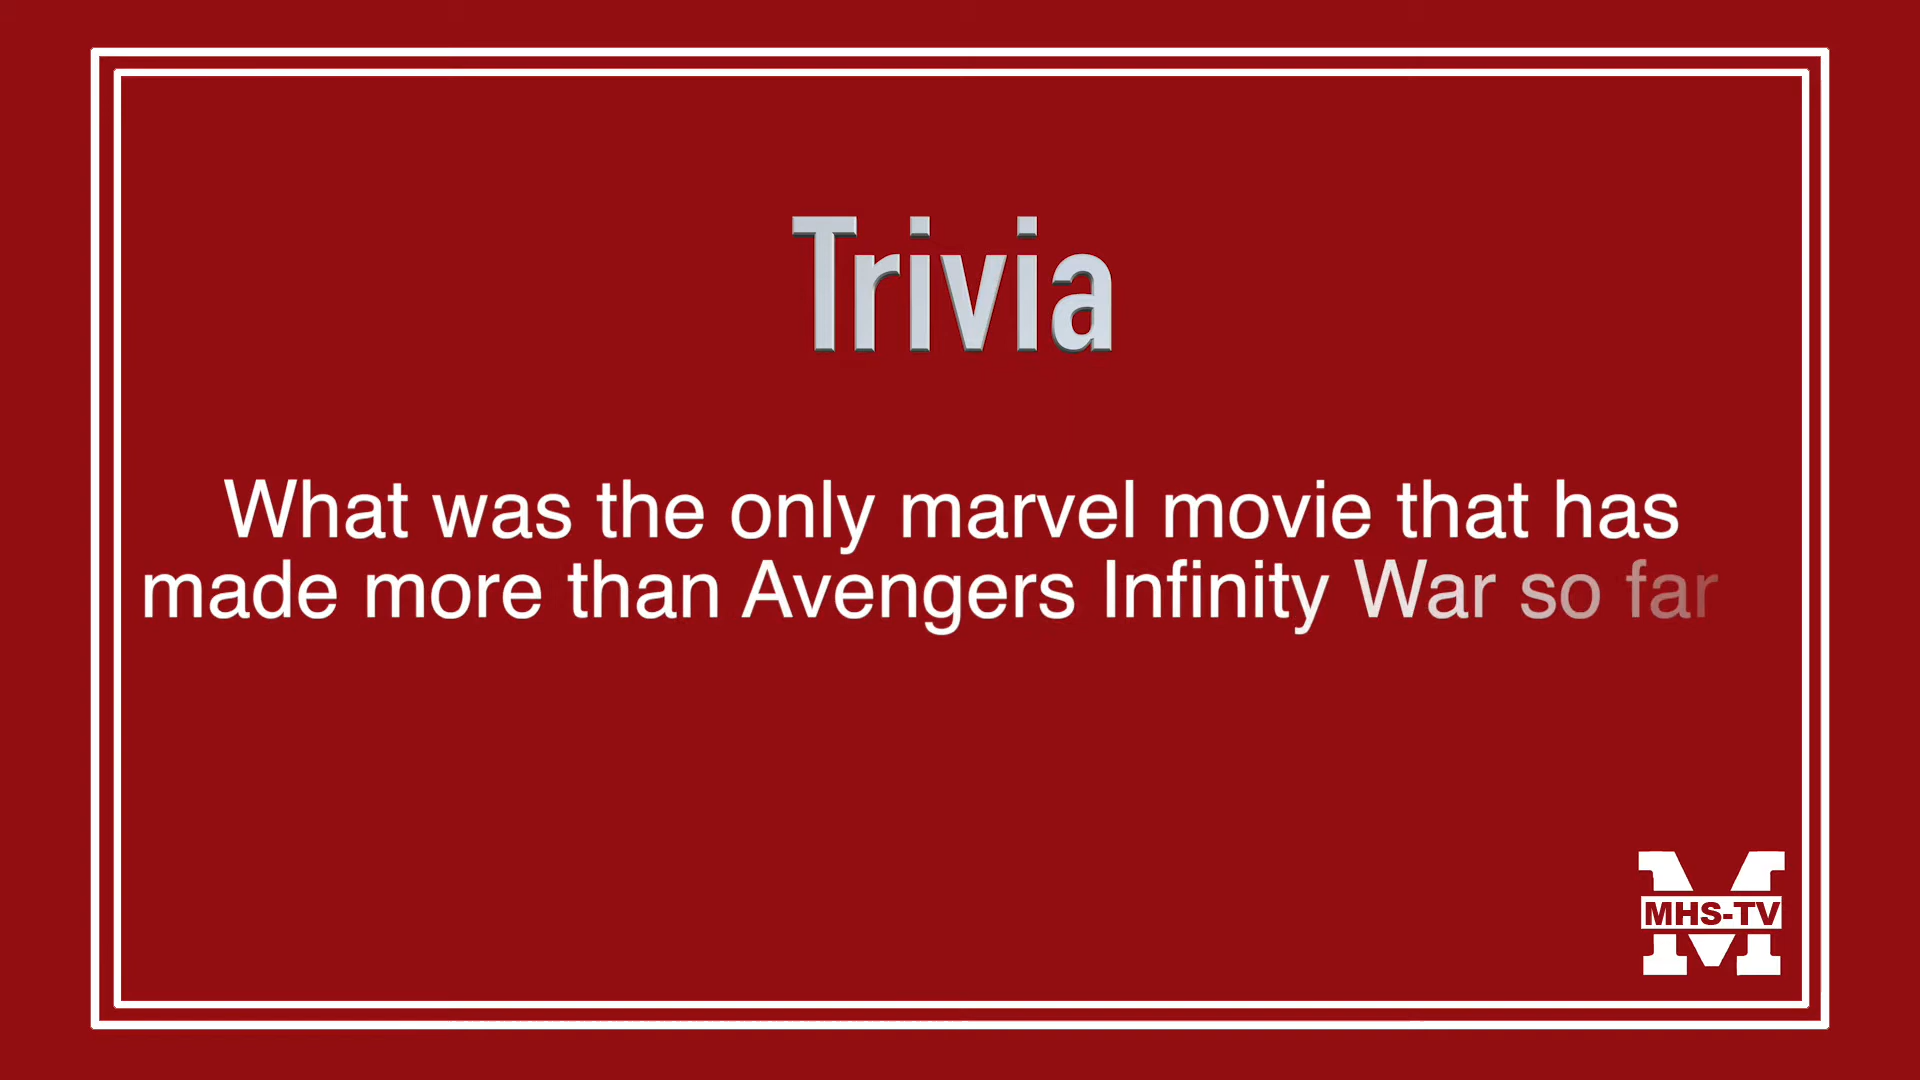 Trivia
What was the only marvel movie that has
made more than Avengers Infinity War so far
MHS-TV